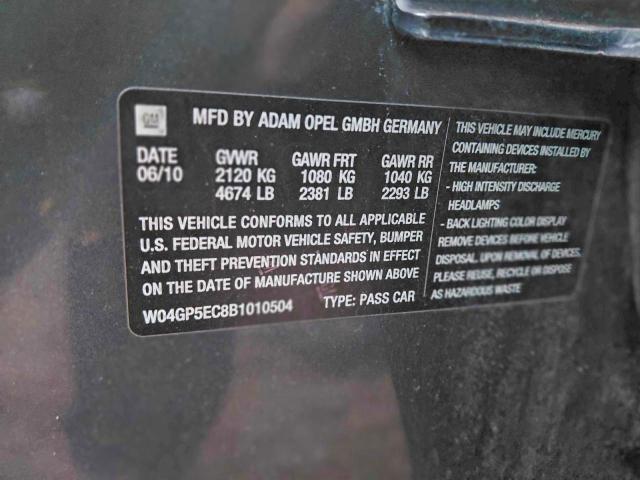 GM
MFD BY ADAM OPEL GMBH GERMANY
DATE GVWR GAWR FRT GAWR RR
06/10 2120 KG 1080 KG 1040 KG
4674 LB 2381 LB 2293 LB
THIS VEHICLE CONFORMS TO ALL APPLICABLE
U.S. FEDERAL MOTOR VEHICLE SAFETY, BUMPER
AND THEFT PREVENTION STANDARDS IN EFFECT
ON THE DATE OF MANUFACTURE SHOWN ABOVE
W04GP5EC8B1010504 TYPE: PASS CAR
THIS VEHICLE MAY INCLUDE MERCURY
CONTAINING DEVICES INSTALLED BY
THE MANUFACTURER:
- HIGH INTENSITY DISCHARGE
HEADLAMPS
- BACK LIGHTING COLOR DISPLAY
REMOVE DEVICES BEFORE VEHICLE
DISPOSAL. UPON REMOVAL OF DEVICES
PLEASE REUSE, RECYCLE OR DISPOSE
AS HAZARDOUS WASTE